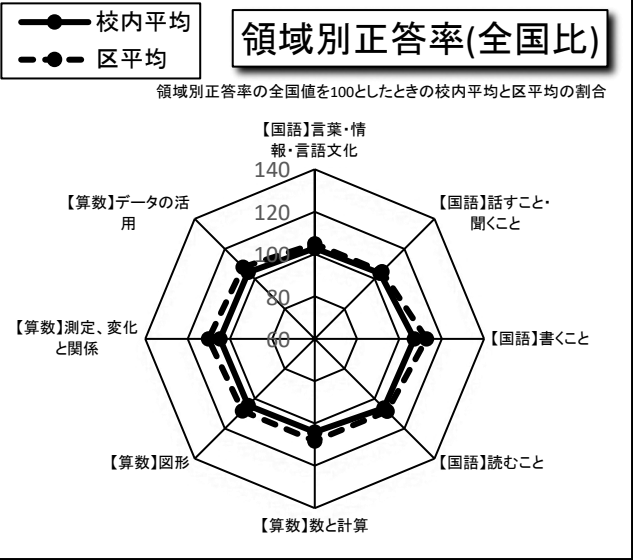 校内平均
区平均
領域別正答率(全国比)
領域別正答率の全国値を100としたときの校内平均と区平均の割合
【国語】言葉・情
報・言語文化
140
120
100
80
60
【国語】話すこと・
聞くこと
【国語】書くこと
【国語】読むこと
【算数】数と計算
【算数】図形
【算数】測定、変化
と関係
【算数】データの活
用